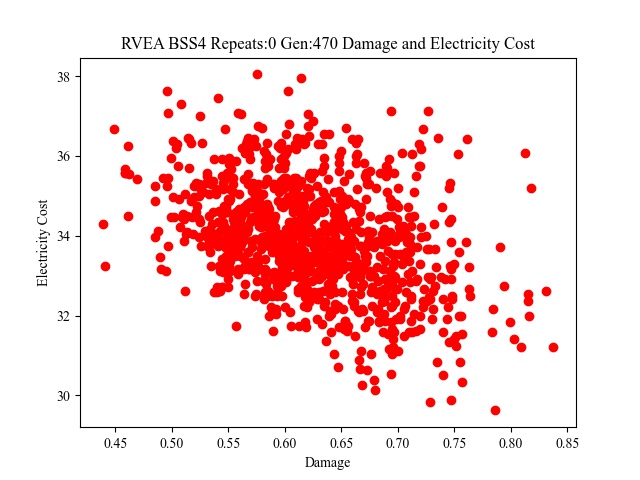 RVEA BSS4 Repeats:0 Gen:470 Damage and Electricity Cost
38
36
34
32
30
Electricity Cost
0.45 0.50 0.55 0.60 0.65 0.70 0.75 0.80 0.85
Damage